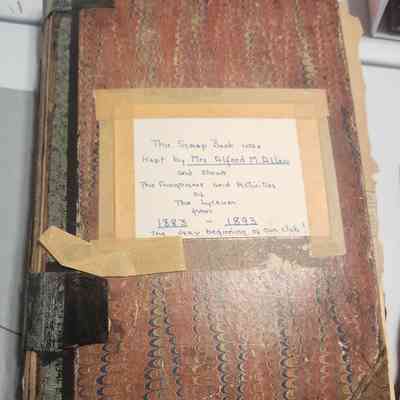 This Scrap Book was
Kept by Mrs Alfred M. Allen
and shows
The Programs and Activities
of
The Lyceum
from
1883 - 1893
The very beginning of our club!